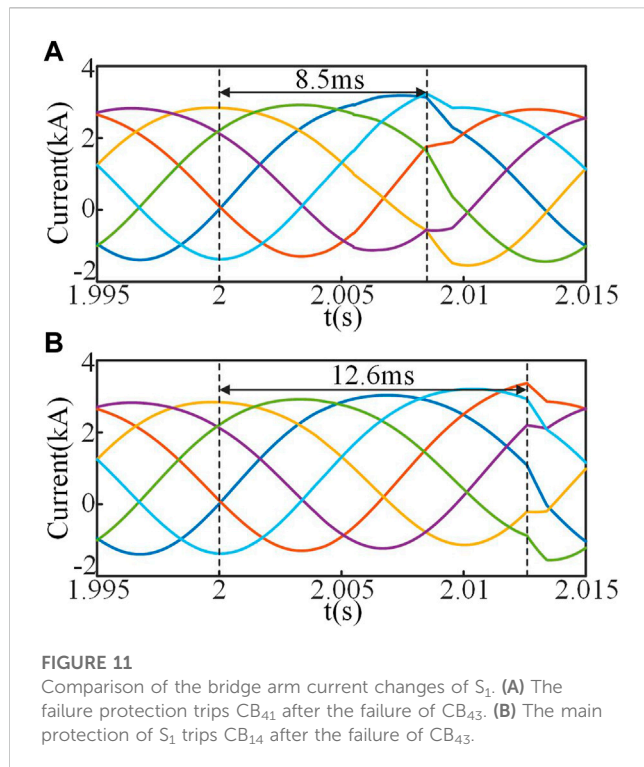 A
4
8.5ms
2
Current(kA)
0
-2
1.995 2 2.005 2.01 2.015
t(s)
B
4
12.6ms
2
Current(kA)
0
-2
1.995 2 2.005 2.01 2.015
t(s)
FIGURE 11
Comparison of the bridge arm current changes of S₁. (A) The
failure protection trips CB₄₁ after the failure of CB₄₃. (B) The main
protection of S₁ trips CB₁₄ after the failure of CB₄₃.